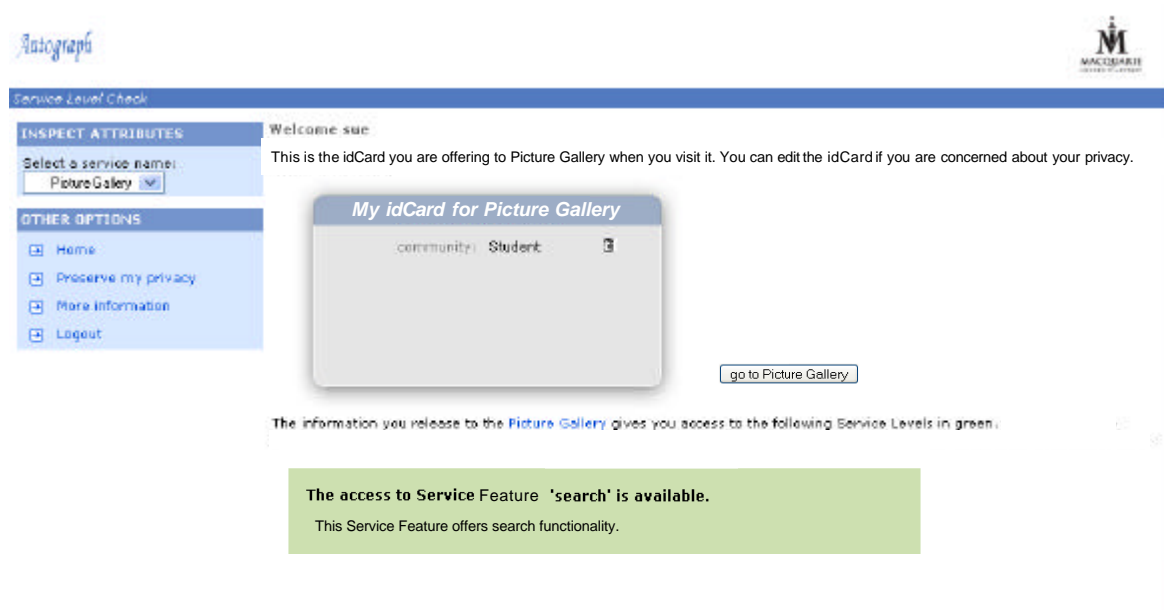 Autograph
MACQUARIE
Service Level Check
INSPECT ATTRIBUTES
Select a service name:
Picture Gallery
OTHER OPTIONS
Home
Preserve my privacy
More information
Logout
Welcome sue
This is the idCard you are offering to Picture Gallery when you visit it. You can edit the idCard if you are concerned about your privacy.
My idCard for Picture Gallery
community: Student
go to Picture Gallery
The information you release to the Picture Gallery gives you access to the following Service Levels in green.
The access to Service Feature 'search' is available.
This Service Feature offers search functionality.